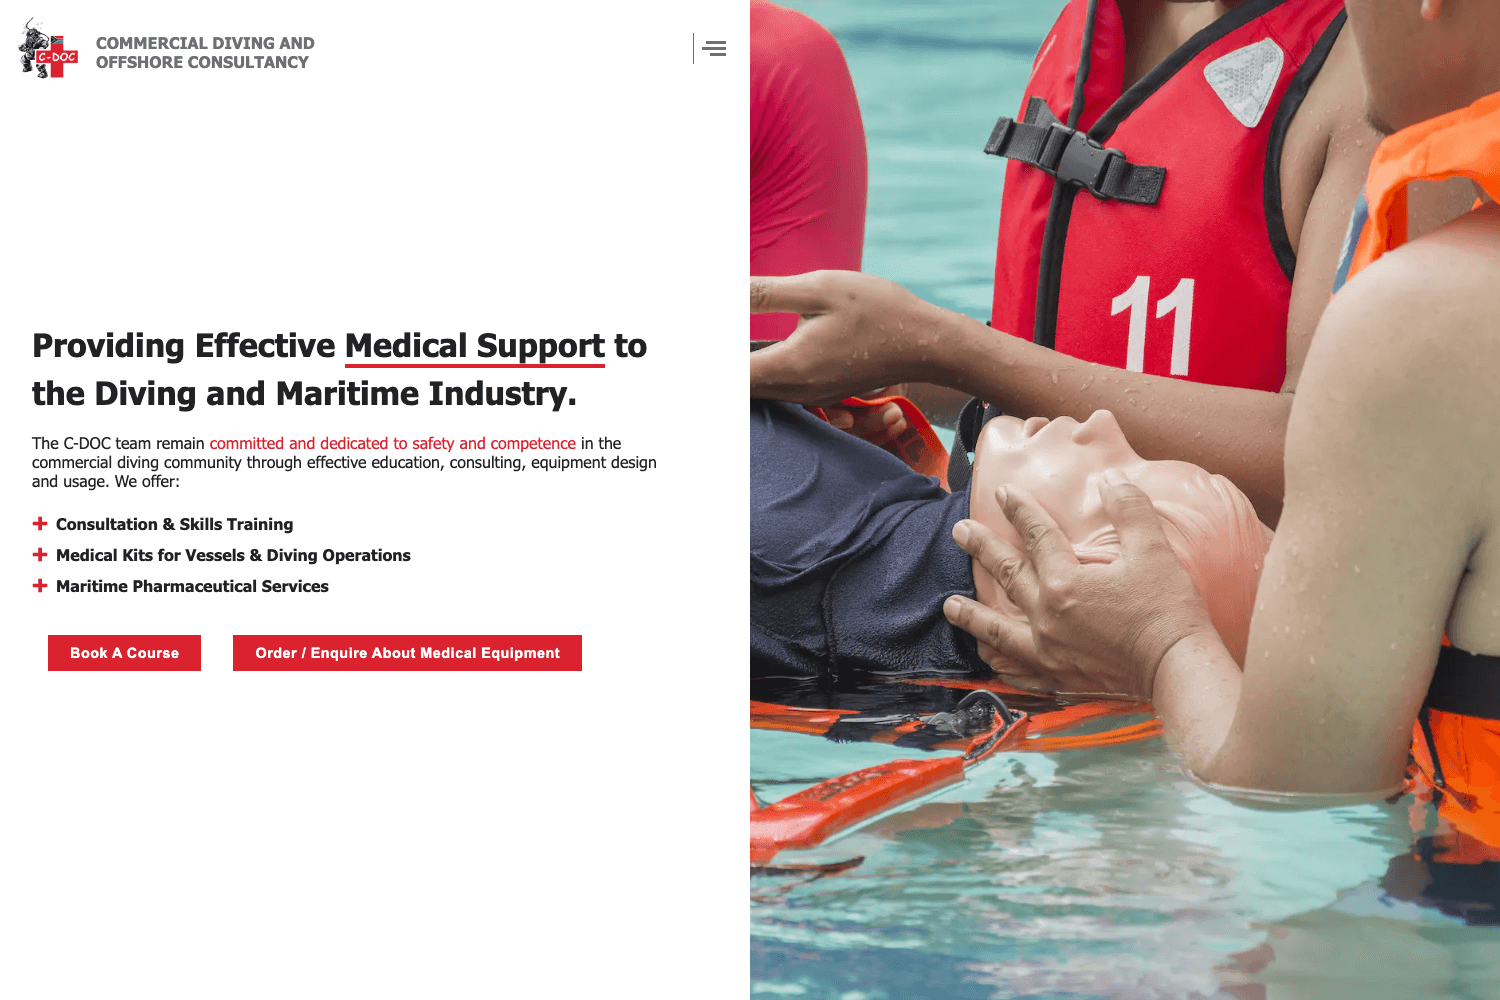 C-DOC
COMMERCIAL DIVING AND
OFFSHORE CONSULTANCY
Providing Effective Medical Support to
the Diving and Maritime Industry.
The C-DOC team remain committed and dedicated to safety and competence in the
commercial diving community through effective education, consulting, equipment design
and usage. We offer:
Consultation & Skills Training
Medical Kits for Vessels & Diving Operations
Maritime Pharmaceutical Services
Book A Course
Order / Enquire About Medical Equipment
11